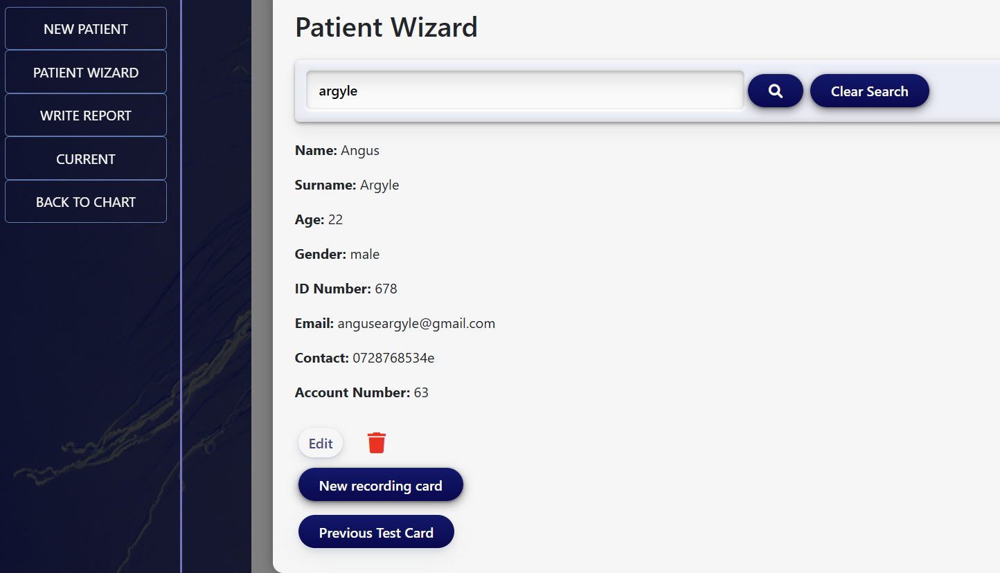 NEW PATIENT
PATIENT WIZARD
WRITE REPORT
CURRENT
BACK TO CHART
Patient Wizard
argyle
Clear Search
Name: Angus
Surname: Argyle
Age: 22
Gender: male
ID Number: 678
Email: anguseargyle@gmail.com
Contact: 0728768534e
Account Number: 63
Edit
New recording card
Previous Test Card